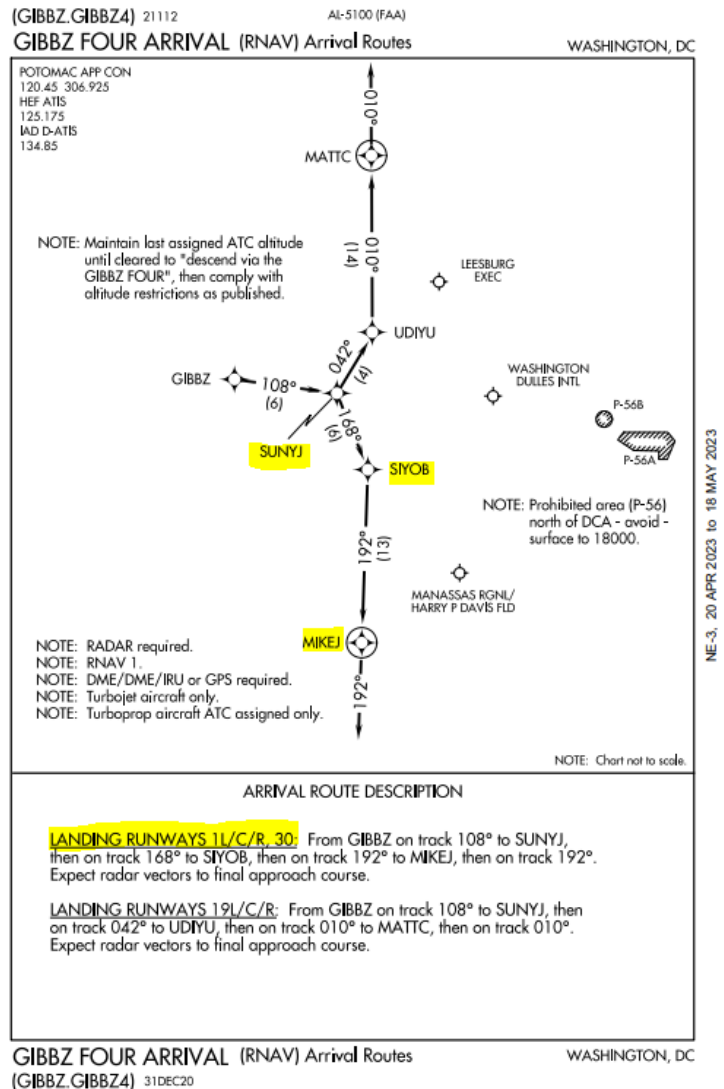 (GIBBZ.GIBBZ4) 21112
AL-5100 (FAA)
GIBBZ FOUR ARRIVAL (RNAV) Arrival Routes
WASHINGTON, DC
POTOMAC APP CON
120.45 306.925
HEF ATIS
125.175
IAD D-ATIS
134.85
010°
MATTC
NOTE: Maintain last assigned ATC altitude
until cleared to "descend via the
GIBBZ FOUR", then comply with
altitude restrictions as published.
010°
(14)
LEESBURG
EXEC
UDIYU
042°
(4)
GIBBZ
108°
(6)
WASHINGTON
DULLES INTL
P-56B
P-56A
168°
(6)
SUNYJ
SIYOB
NOTE: Prohibited area (P-56)
north of DCA - avoid -
surface to 18000.
192°
(13)
MANASSAS RGNL/
HARRY P DAVIS FLD
MIKEJ
192°
NOTE: RADAR required.
NOTE: RNAV 1.
NOTE: DME/DME/IRU or GPS required.
NOTE: Turbojet aircraft only.
NOTE: Turboprop aircraft ATC assigned only.
NOTE: Chart not to scale.
NE-3, 20 APR 2023 to 18 MAY 2023
ARRIVAL ROUTE DESCRIPTION
LANDING RUNWAYS 1L/C/R, 30: From GIBBZ on track 108° to SUNYJ,
then on track 168° to SIYOB, then on track 192° to MIKEJ, then on track 192°.
Expect radar vectors to final approach course.
LANDING RUNWAYS 19L/C/R: From GIBBZ on track 108° to SUNYJ, then
on track 042° to UDIYU, then on track 010° to MATTC, then on track 010°.
Expect radar vectors to final approach course.
GIBBZ FOUR ARRIVAL (RNAV) Arrival Routes
WASHINGTON, DC
(GIBBZ.GIBBZ4) 31DEC20